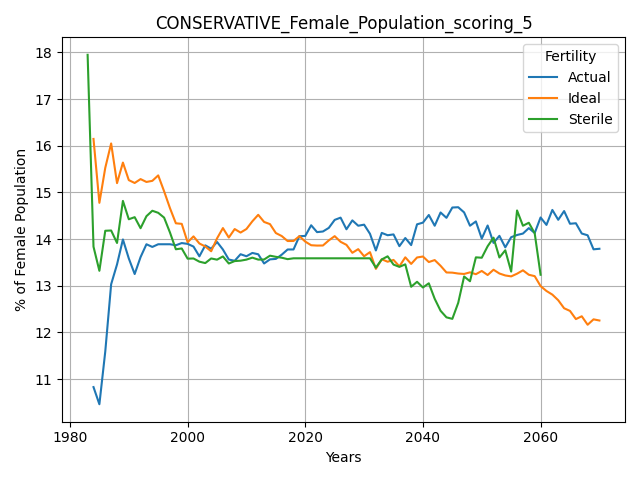 CONSERVATIVE_Female_Population_scoring_5
% of Female Population
18
17
16
15
14
13
12
11
1980
2000
2020
2040
2060
Years
Fertility
Actual
Ideal
Sterile